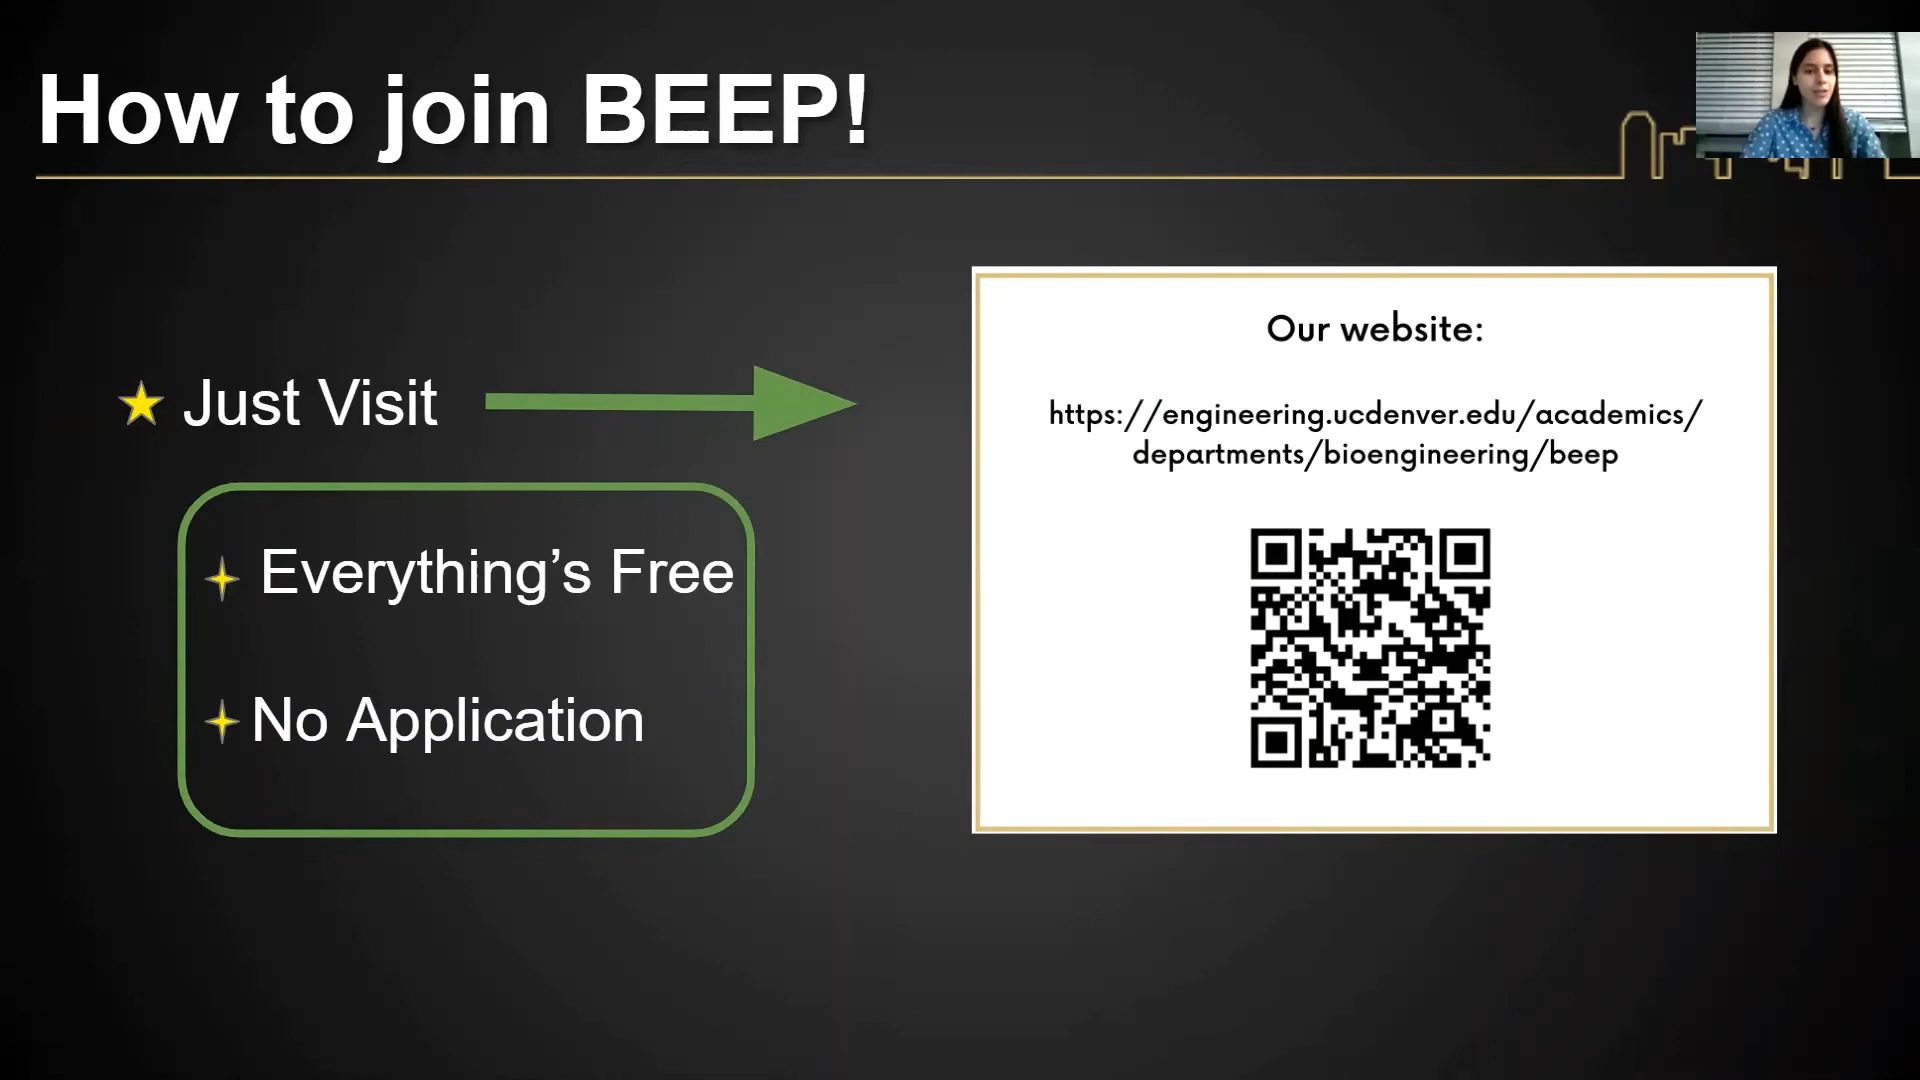 How to join BEEP!
Just Visit
Everything’s Free
No Application
Our website:
https://engineering.ucdenver.edu/academics/
departments/bioengineering/beep